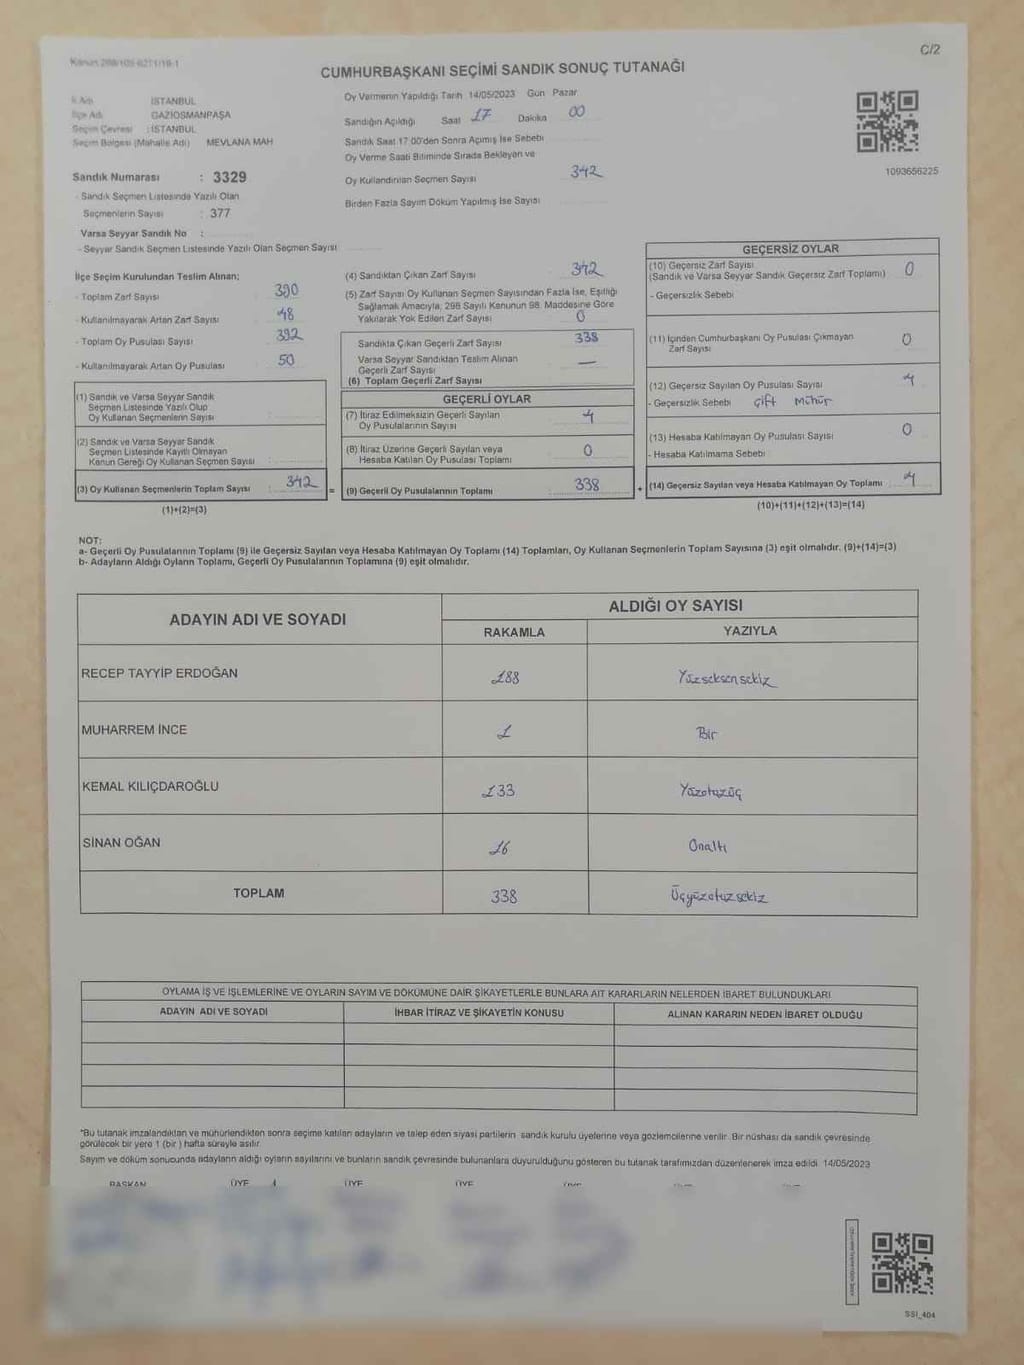 C/2
CUMHURBAŞKANI SEÇİMİ SANDIK SONUÇ TUTANAĞI
İl Adı İSTANBUL
İlçe Adı GAZİOSMANPAŞA
Seçim Çevresi : İSTANBUL
Seçim Bölgesi (Mahalle Adı) MEVLANA MAH
Sandık Numarası : 3329
- Sandık Seçmen Listesinde Yazılı Olan
Seçmenlerin Sayısı : 377
Varsa Seyyar Sandık No :
- Seyyar Sandık Seçmen Listesinde Yazılı Olan Seçmen Sayısı
Oy Vermenin Yapıldığı Tarih 14/05/2023 Gün Pazar
Sandığın Açıldığı Saat 17 Dakika 00
Sandık Saat 17:00'den Sonra Açılmış İse Sebebi
Oy Verme Saati Bitiminde Sırada Bekleyen ve
Oy Kullandırılan Seçmen Sayısı 342
Birden Fazla Sayım Döküm Yapılmış İse Sayısı
1093656225
İlçe Seçim Kurulundan Teslim Alınan;
- Toplam Zarf Sayısı 390
- Kullanılmayarak Artan Zarf Sayısı 48
- Toplam Oy Pusulası Sayısı 392
- Kullanılmayarak Artan Oy Pusulası 50
(1) Sandık ve Varsa Seyyar Sandık
Seçmen Listesinde Yazılı Olup
Oy Kullanan Seçmenlerin Sayısı :
(2) Sandık ve Varsa Seyyar Sandık
Seçmen Listesinde Kayıtlı Olmayan
Kanun Gereği Oy Kullanan Seçmen Sayısı :
(3) Oy Kullanan Seçmenlerin Toplam Sayısı : 342 =
(1)+(2)=(3)
(4) Sandıktan Çıkan Zarf Sayısı 342
(5) Zarf Sayısı Oy Kullanan Seçmen Sayısından Fazla İse, Eşitliği
Sağlamak Amacıyla, 298 Sayılı Kanunun 98. Maddesine Göre
Yakılarak Yok Edilen Zarf Sayısı 0
Sandıkta Çıkan Geçerli Zarf Sayısı 338
Varsa Seyyar Sandıktan Teslim Alınan
Geçerli Zarf Sayısı —
(6) Toplam Geçerli Zarf Sayısı
GEÇERLİ OYLAR
(7) İtiraz Edilmeksizin Geçerli Sayılan
Oy Pusulalarının Sayısı 4
(8) İtiraz Üzerine Geçerli Sayılan veya
Hesaba Katılan Oy Pusulası Toplamı 0
(9) Geçerli Oy Pusulalarının Toplamı 338 +
GEÇERSİZ OYLAR
(10) Geçersiz Zarf Sayısı
(Sandık ve Varsa Seyyar Sandık Geçersiz Zarf Toplamı) 0
- Geçersizlik Sebebi
(11) İçinden Cumhurbaşkanı Oy Pusulası Çıkmayan
Zarf Sayısı 0
(12) Geçersiz Sayılan Oy Pusulası Sayısı 4
- Geçersizlik Sebebi Çift Mühür
(13) Hesaba Katılmayan Oy Pusulası Sayısı 0
- Hesaba Katılmama Sebebi
(14) Geçersiz Sayılan veya Hesaba Katılmayan Oy Toplamı 4
(10)+(11)+(12)+(13)=(14)
NOT:
a- Geçerli Oy Pusulalarının Toplamı (9) ile Geçersiz Sayılan veya Hesaba Katılmayan Oy Toplamı (14) Toplamları, Oy Kullanan Seçmenlerin Toplam Sayısına (3) eşit olmalıdır. (9)+(14)=(3)
b- Adayların Aldığı Oyların Toplamı, Geçerli Oy Pusulalarının Toplamına (9) eşit olmalıdır.
ADAYIN ADI VE SOYADI ALDIĞI OY SAYISI
RAKAMLA YAZIYLA
RECEP TAYYİP ERDOĞAN 188 Yüzseksensekiz
MUHARREM İNCE 1 Bir
KEMAL KILIÇDAROĞLU 133 Yüzotuzüç
SİNAN OĞAN 16 Onaltı
TOPLAM 338 Üçyüzotuzsekiz
OYLAMA İŞ VE İŞLEMLERİNE VE OYLARIN SAYIM VE DÖKÜMÜNE DAİR ŞİKAYETLERLE BUNLARA AİT KARARLARIN NELERDEN İBARET BULUNDUKLARI
ADAYIN ADI VE SOYADI İHBAR İTİRAZ VE ŞİKAYETİN KONUSU ALINAN KARARIN NEDEN İBARET OLDUĞU
*Bu tutanak imzalandıktan ve mühürlendikten sonra seçime katılan adayların ve talep eden siyasi partilerin sandık kurulu üyelerine veya gözlemcilerine verilir. Bir nüshası da sandık çevresinde
görülecek bir yere 1 (bir) hafta süreyle asılır.
Sayım ve döküm sonucunda adayların aldığı oyların sayılarını ve bunların sandık çevresinde bulunanlara duyurulduğunu gösteren bu tutanak tarafımızdan düzenlenerek imza edildi. 14/05/2023
BAŞKAN ÜYE ÜYE ÜYE
SSI_404